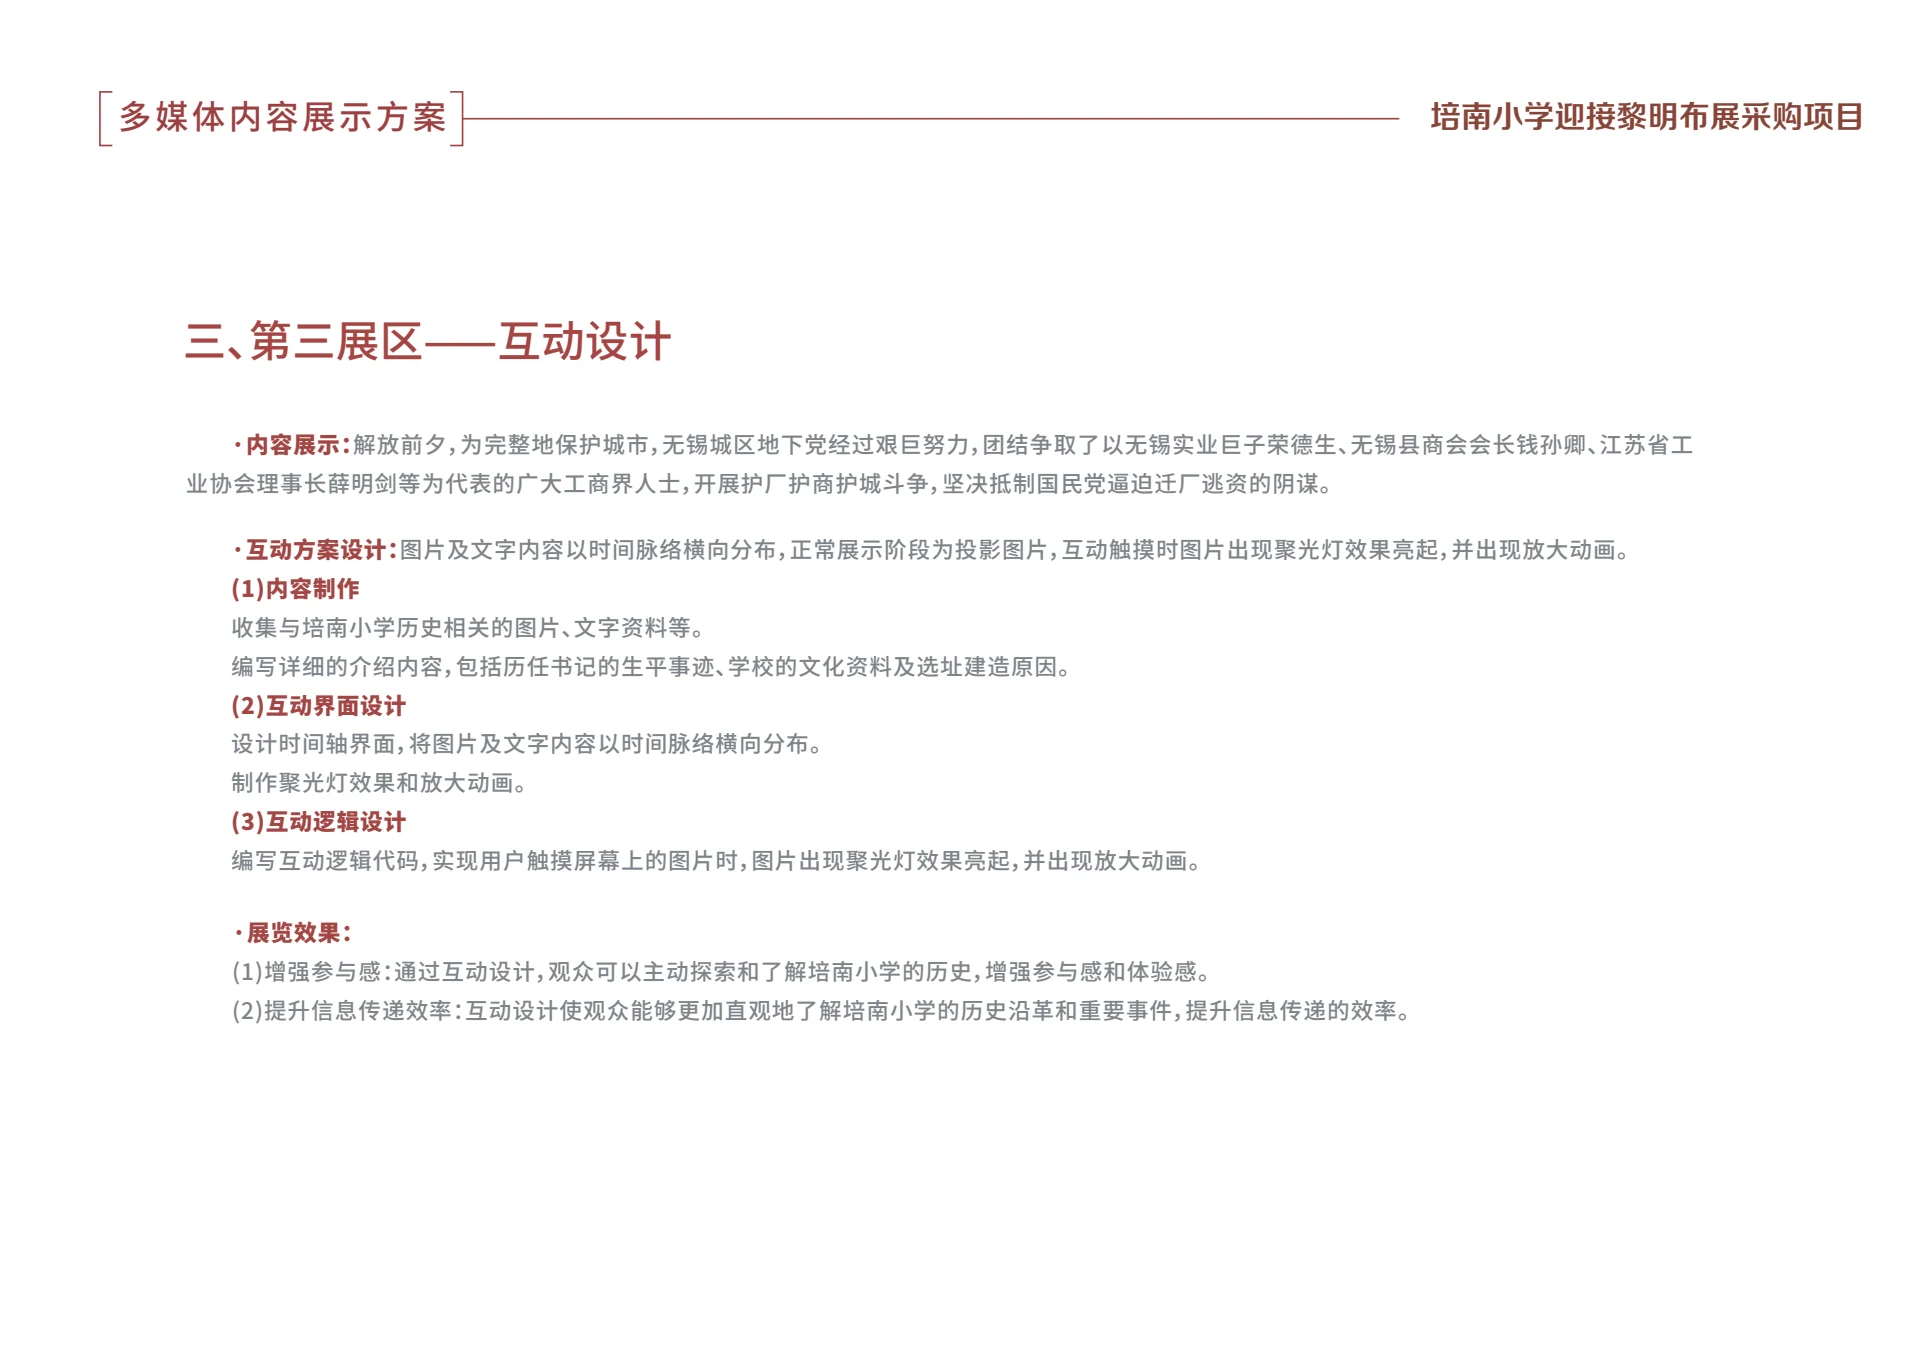 多媒体内容展示方案
培南小学迎接黎明布展采购项目
三、第三展区——互动设计
·内容展示：解放前夕，为完整地保护城市，无锡城区地下党经过艰巨努力，团结争取了以无锡实业巨子荣德生、无锡县商会会长钱孙卿、江苏省工
业协会理事长薛明剑等为代表的广大工商界人士，开展护厂护商护城斗争，坚决抵制国民党逼迫迁厂逃资的阴谋。
·互动方案设计：图片及文字内容以时间脉络横向分布，正常展示阶段为投影图片，互动触摸时图片出现聚光灯效果亮起，并出现放大动画。
(1)内容制作
收集与培南小学历史相关的图片、文字资料等。
编写详细的介绍内容，包括历任书记的生平事迹、学校的文化资料及选址建造原因。
(2)互动界面设计
设计时间轴界面，将图片及文字内容以时间脉络横向分布。
制作聚光灯效果和放大动画。
(3)互动逻辑设计
编写互动逻辑代码，实现用户触摸屏幕上的图片时，图片出现聚光灯效果亮起，并出现放大动画。
·展览效果：
(1)增强参与感：通过互动设计，观众可以主动探索和了解培南小学的历史，增强参与感和体验感。
(2)提升信息传递效率：互动设计使观众能够更加直观地了解培南小学的历史沿革和重要事件，提升信息传递的效率。